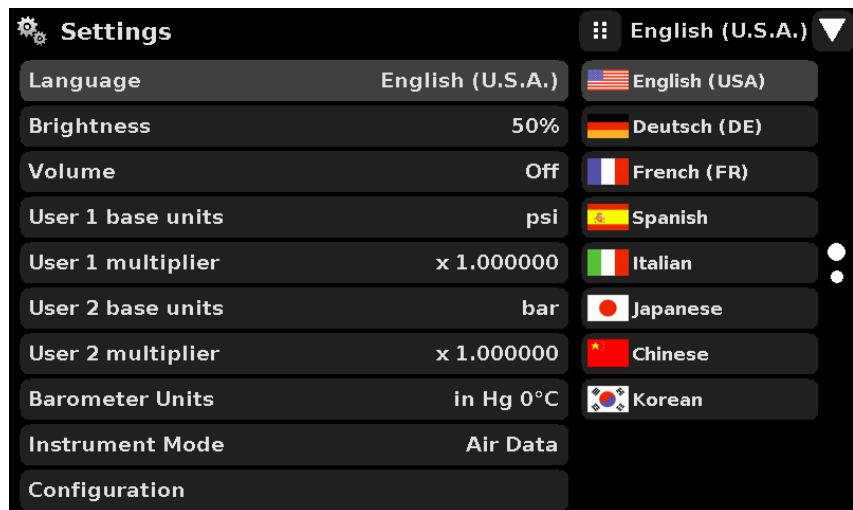 Settings
English (U.S.A.)
Language English (U.S.A.)
Brightness 50%
Volume Off
User 1 base units psi
User 1 multiplier x 1.000000
User 2 base units bar
User 2 multiplier x 1.000000
Barometer Units in Hg 0°C
Instrument Mode Air Data
Configuration
English (USA)
Deutsch (DE)
French (FR)
Spanish
Italian
Japanese
Chinese
Korean